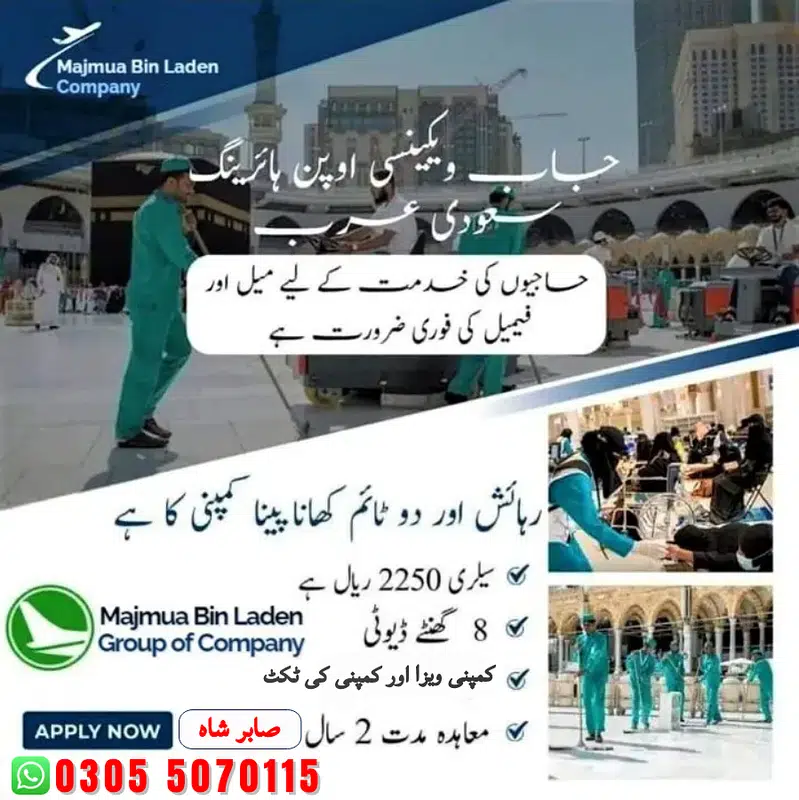 Majmua Bin Laden
Company
جاب ویکینسی اوپن ہائرینگ
سعودی عرب
حاجیوں کی خدمت کے لیے میل اور
فیمیل کی فوری ضرورت ہے
رہائش اور دو ٹائم کھانا پینا کمپنی کا ہے
سیلری 2250 ریال ہے
8 گھنٹے ڈیوٹی
Majmua Bin Laden
Group of Company
کمپنی ویزا اور کمپنی کی ٹکٹ
معاہدہ مدت 2 سال
APPLY NOW
صابر شاہ
0305 5070115